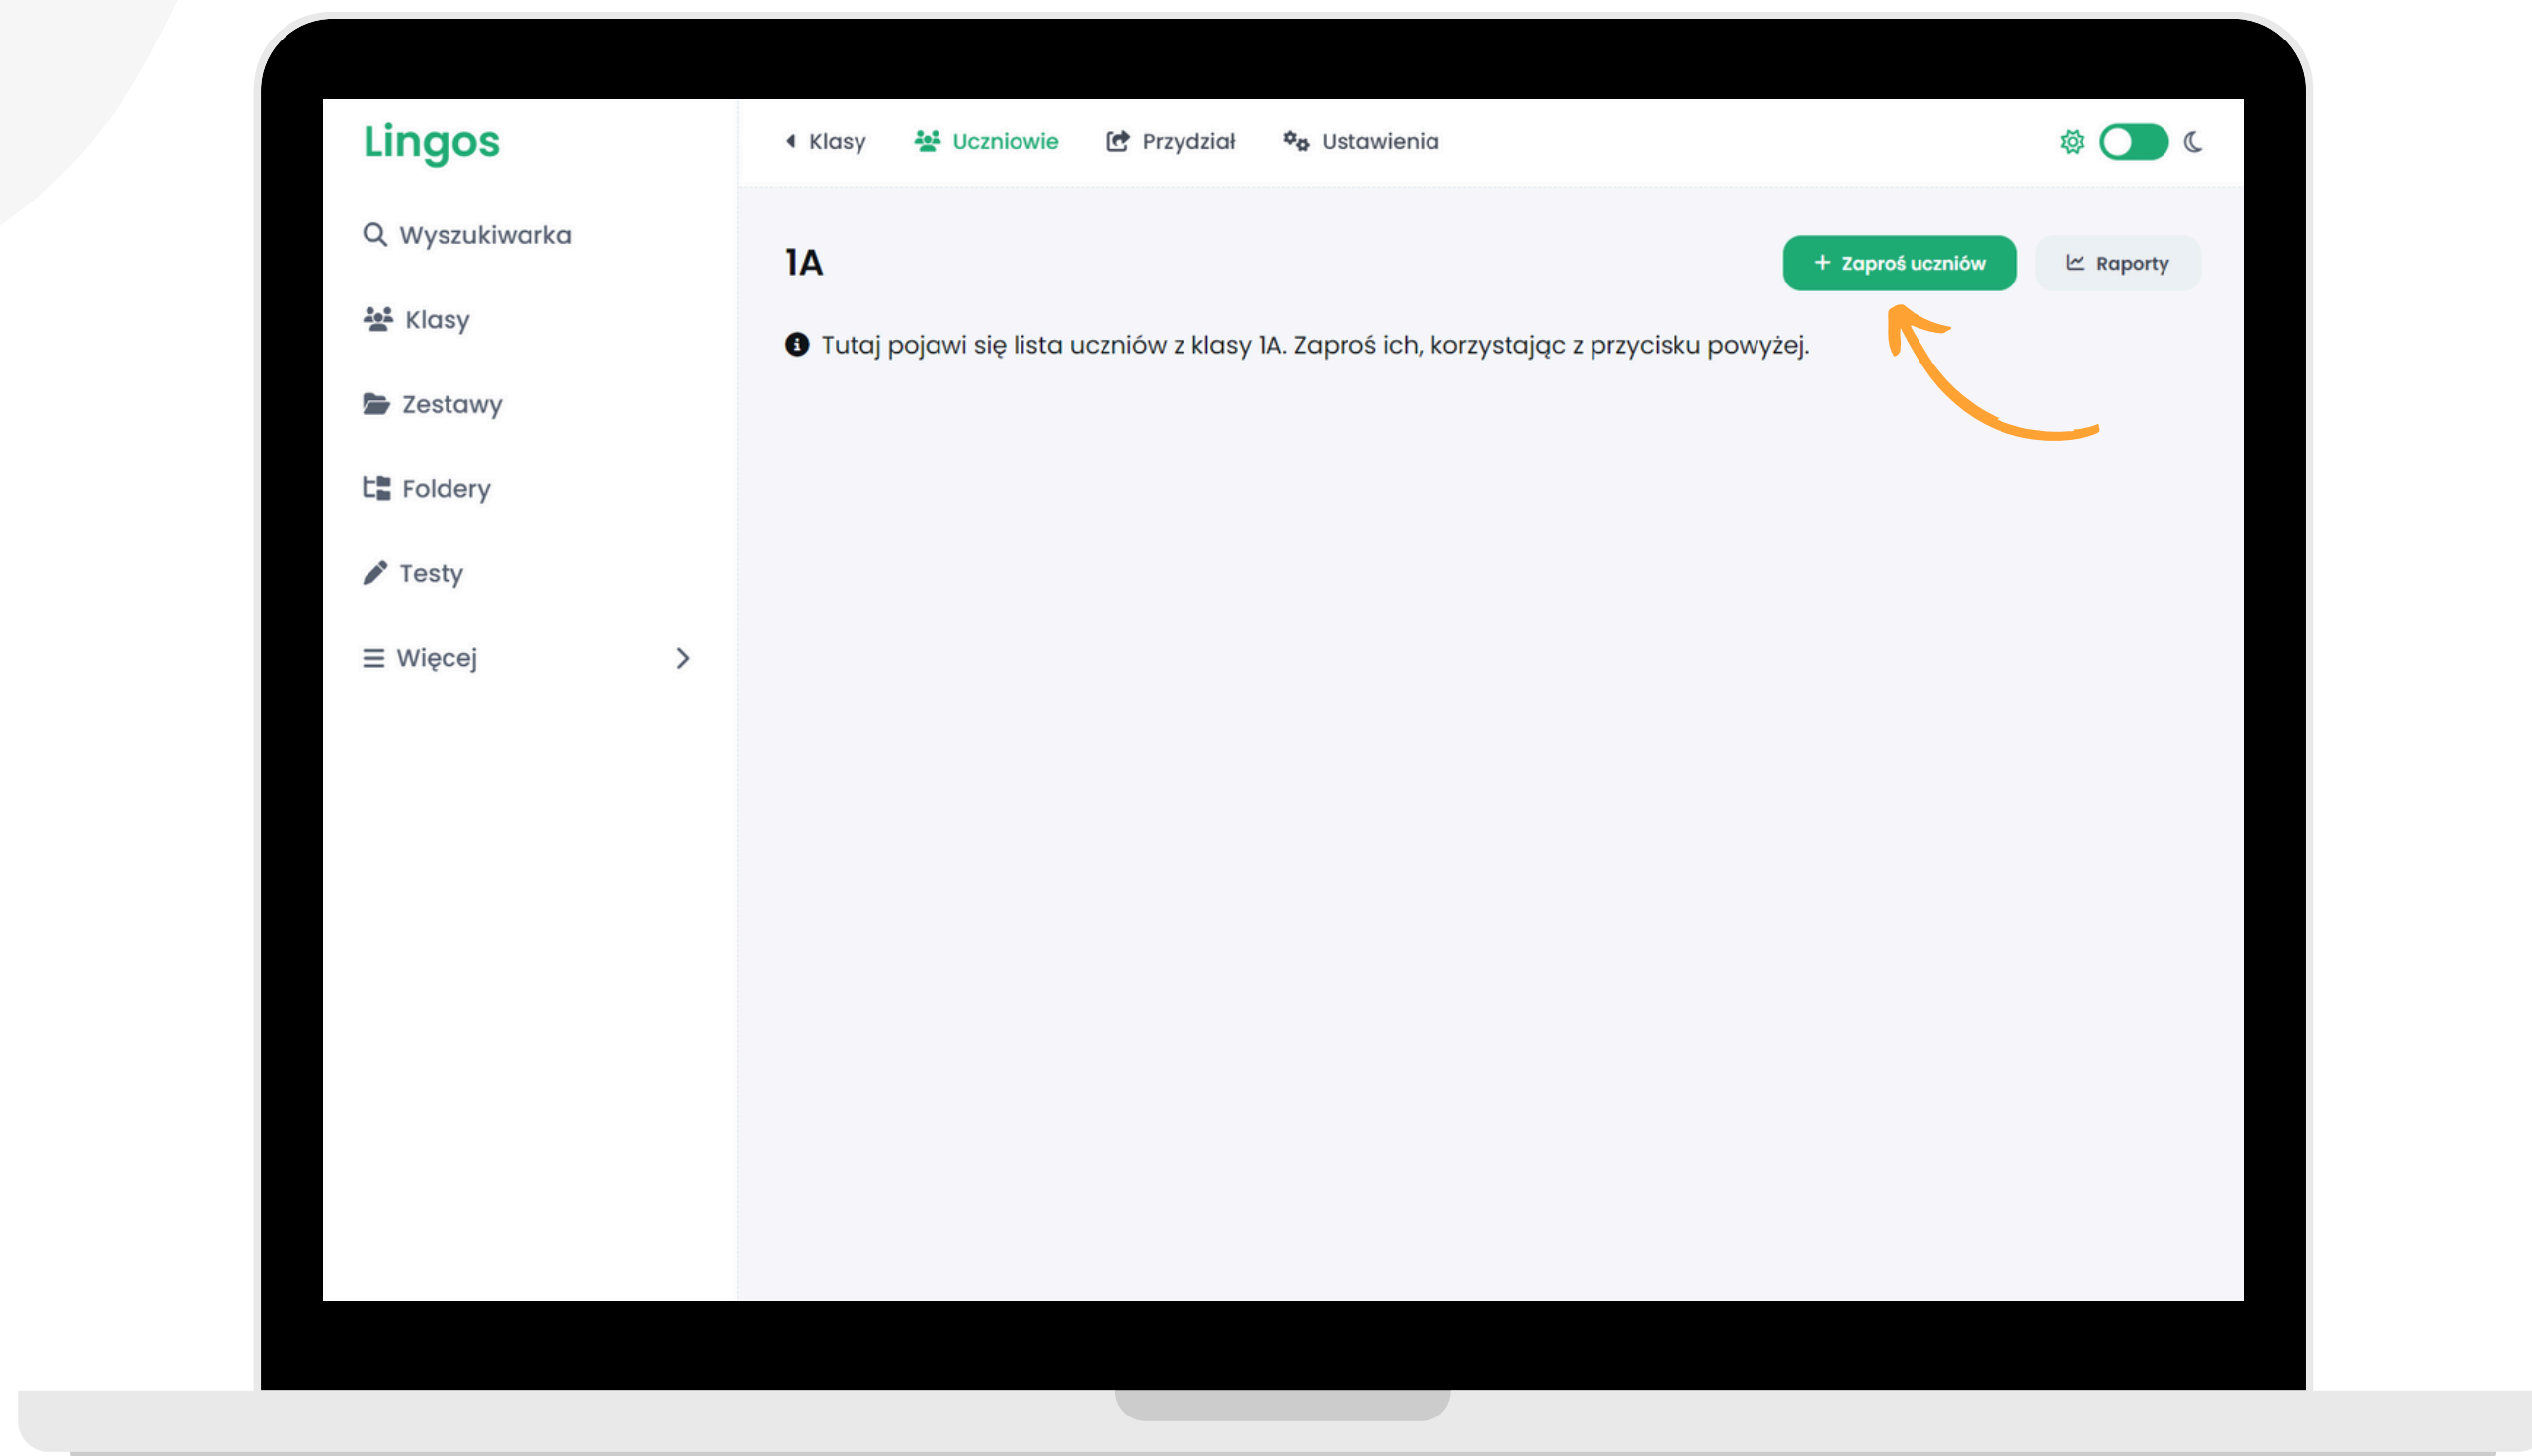 Lingos
Klasy
Uczniowie
Przydział
Ustawienia
Wyszukiwarka
Klasy
Zestawy
Foldery
Testy
Więcej
1A
+ Zaproś uczniów
Raporty
Tutaj pojawi się lista uczniów z klasy 1A. Zaproś ich, korzystając z przycisku powyżej.